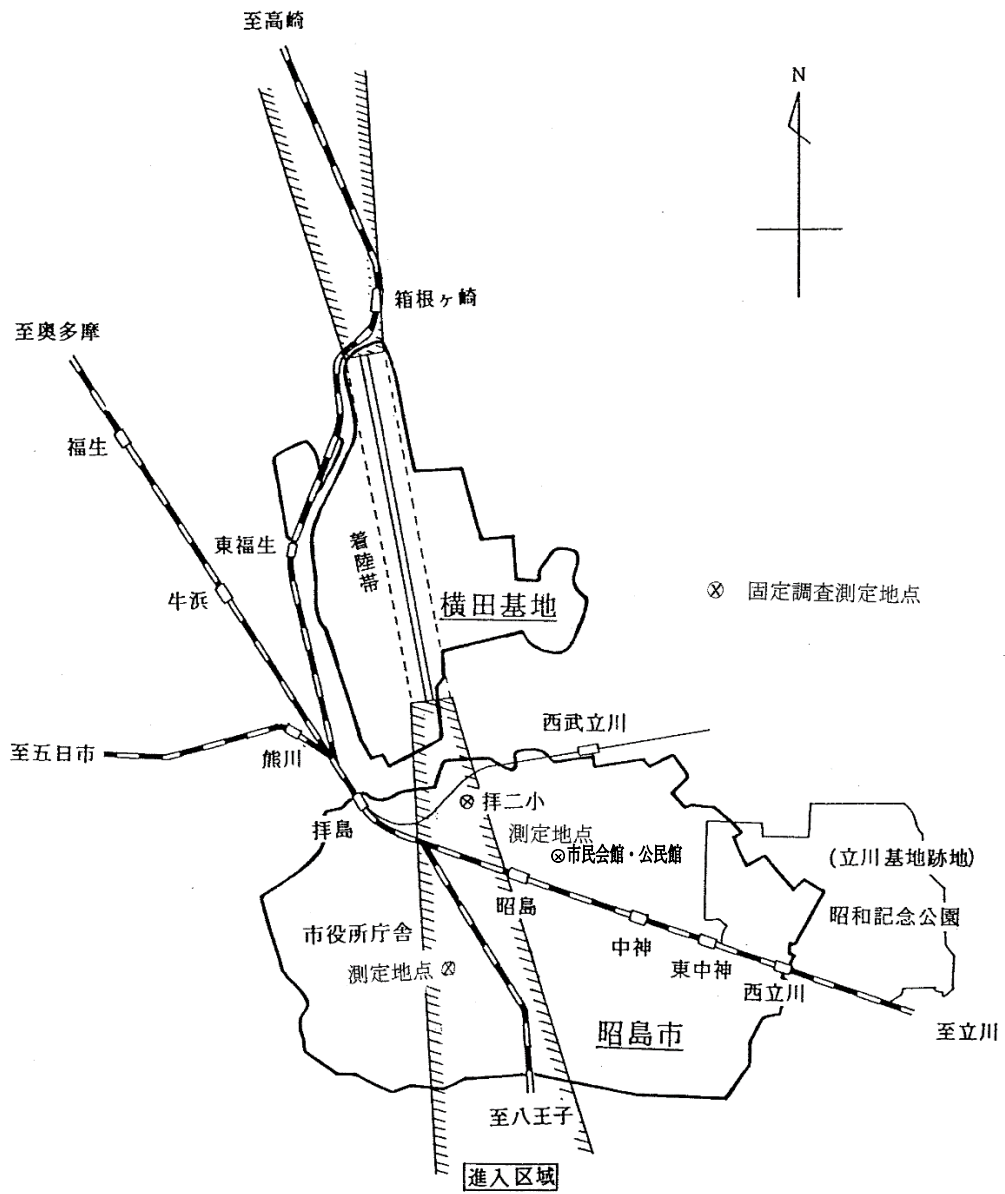 至高崎
N
箱根ヶ崎
至奥多摩
福生
東福生
着陸帯
牛浜
横田基地
固定調査測定地点
西武立川
至五日市
熊川
拝二小
拝島
測定地点
市民会館・公民館
(立川基地跡地)
昭島
昭和記念公園
市役所庁舎
中神
測定地点
東中神
西立川
昭島市
至立川
至八王子
進入区域